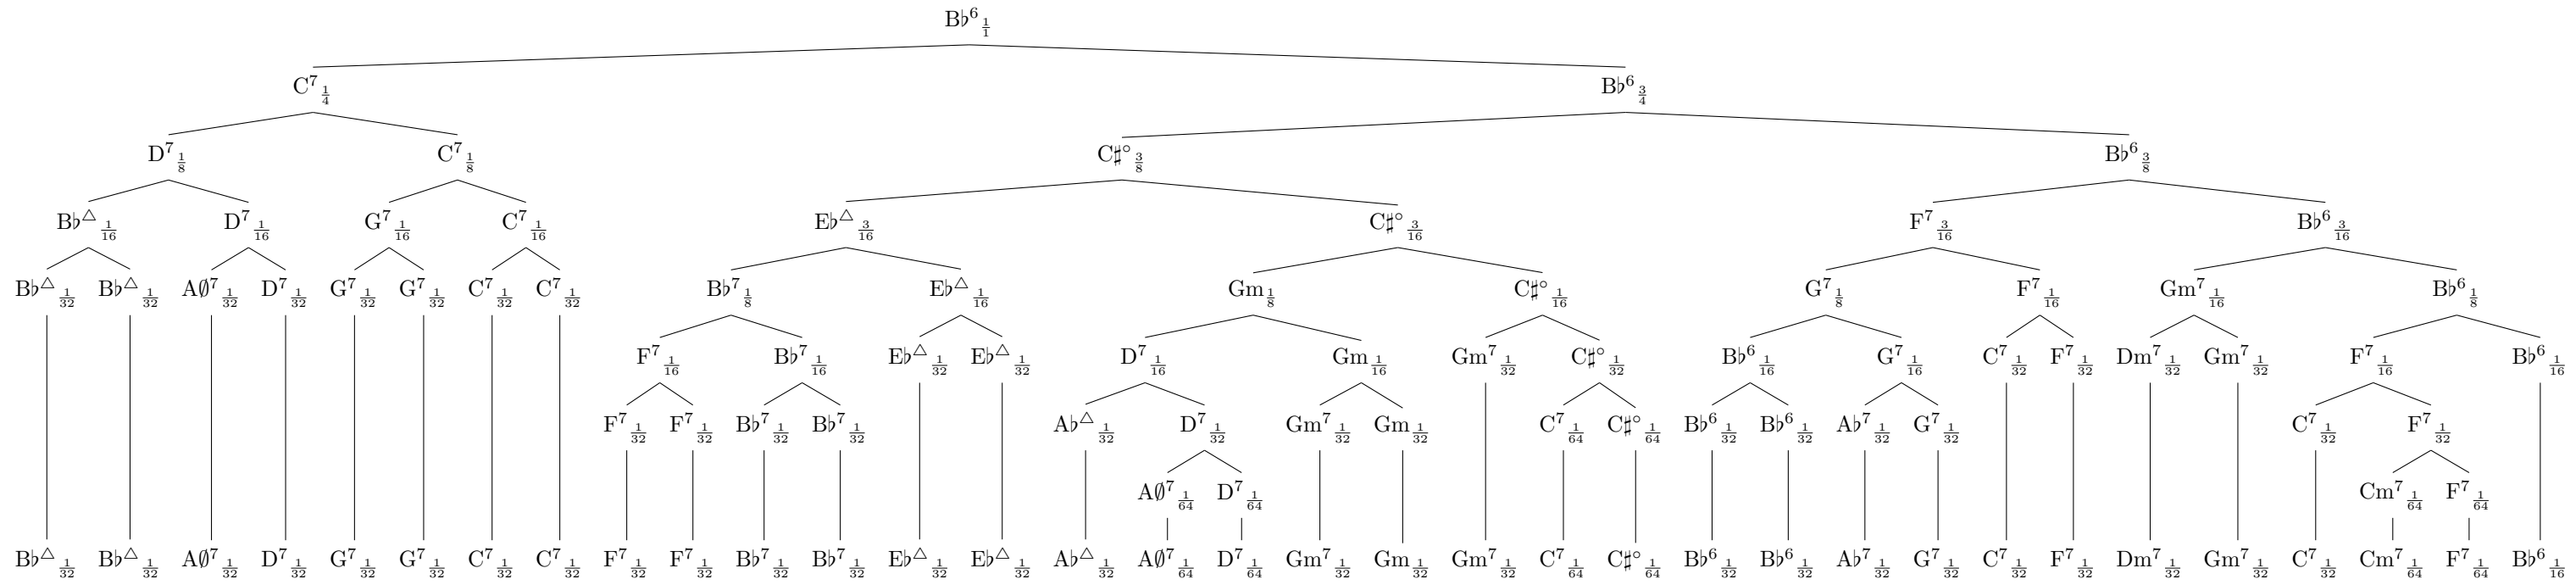 B♭⁶ 1/1
C⁷ 1/4 B♭⁶ 3/4
D⁷ 1/8 C⁷ 1/8 C♯° 3/8 B♭⁶ 3/8
B♭△ 1/16 D⁷ 1/16 G⁷ 1/16 C⁷ 1/16 E♭△ 3/16 C♯° 3/16 F⁷ 3/16 B♭⁶ 3/16
B♭△ 1/32 B♭△ 1/32 A∅⁷ 1/32 D⁷ 1/32 G⁷ 1/32 G⁷ 1/32 C⁷ 1/32 C⁷ 1/32 B♭⁷ 1/8 E♭△ 1/16 Gm 1/8 C♯° 1/16 G⁷ 1/8 F⁷ 1/16 Gm⁷ 1/16 B♭⁶ 1/8
F⁷ 1/16 B♭⁷ 1/16 E♭△ 1/32 E♭△ 1/32 D⁷ 1/16 Gm 1/16 Gm⁷ 1/32 C♯° 1/32 B♭⁶ 1/16 G⁷ 1/16 C⁷ 1/32 F⁷ 1/32 Dm⁷ 1/32 Gm⁷ 1/32 F⁷ 1/16 B♭⁶ 1/16
F⁷ 1/32 F⁷ 1/32 B♭⁷ 1/32 B♭⁷ 1/32 A♭△ 1/32 D⁷ 1/32 Gm⁷ 1/32 Gm 1/32 C⁷ 1/64 C♯° 1/64 B♭⁶ 1/32 B♭⁶ 1/32 A♭⁷ 1/32 G⁷ 1/32 C⁷ 1/32 F⁷ 1/32
A∅⁷ 1/64 D⁷ 1/64 Cm⁷ 1/64 F⁷ 1/64
B♭△ 1/32 B♭△ 1/32 A∅⁷ 1/32 D⁷ 1/32 G⁷ 1/32 G⁷ 1/32 C⁷ 1/32 C⁷ 1/32 F⁷ 1/32 F⁷ 1/32 B♭⁷ 1/32 B♭⁷ 1/32 E♭△ 1/32 E♭△ 1/32 A♭△ 1/32 A∅⁷ 1/64 D⁷ 1/64 Gm⁷ 1/32 Gm 1/32 Gm⁷ 1/32 C⁷ 1/64 C♯° 1/64 B♭⁶ 1/32 B♭⁶ 1/32 A♭⁷ 1/32 G⁷ 1/32 C⁷ 1/32 F⁷ 1/32 Dm⁷ 1/32 Gm⁷ 1/32 C⁷ 1/32 Cm⁷ 1/64 F⁷ 1/64 B♭⁶ 1/16